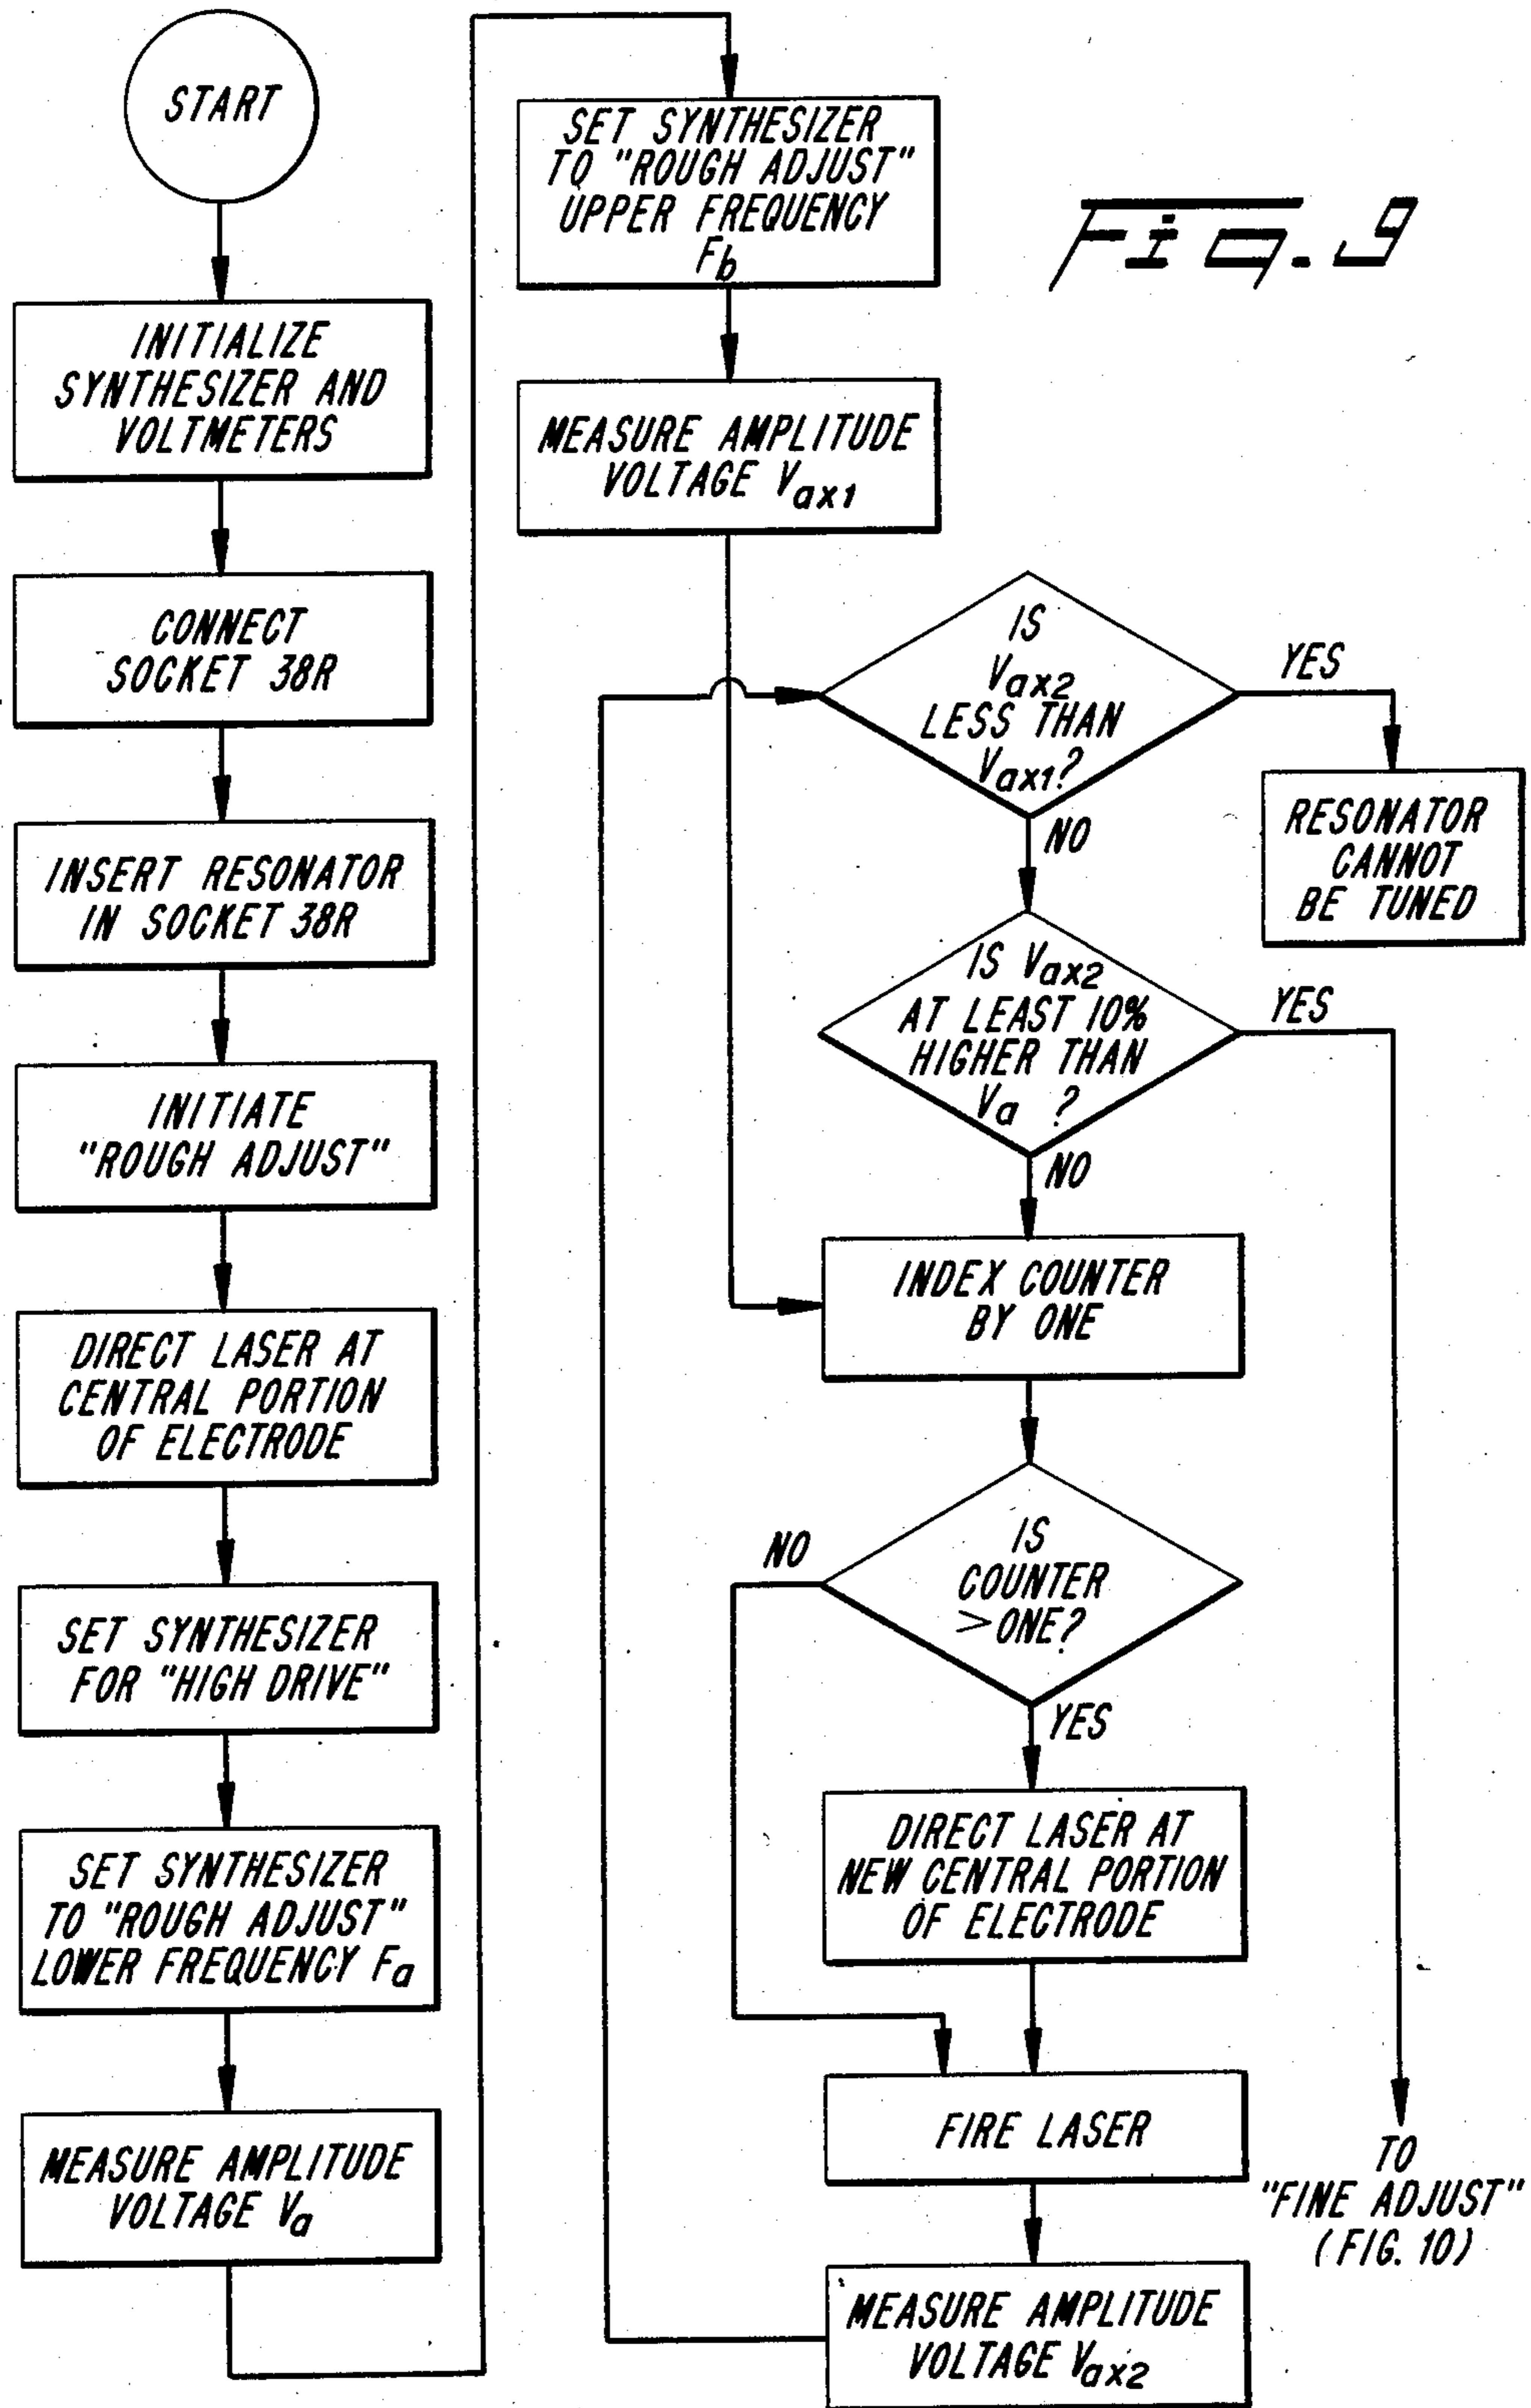 START
INITIALIZE
SYNTHESIZER AND
VOLTMETERS
CONNECT
SOCKET 38R
INSERT RESONATOR
IN SOCKET 38R
INITIATE
"ROUGH ADJUST"
DIRECT LASER AT
CENTRAL PORTION
OF ELECTRODE
SET SYNTHESIZER
FOR "HIGH DRIVE"
SET SYNTHESIZER
TO "ROUGH ADJUST"
LOWER FREQUENCY Fa
MEASURE AMPLITUDE
VOLTAGE Va
SET SYNTHESIZER
TO "ROUGH ADJUST"
UPPER FREQUENCY
Fb
Fig. 9
MEASURE AMPLITUDE
VOLTAGE Vax1
IS
Vax2
LESS THAN
Vax1?
YES
RESONATOR
CANNOT
BE TUNED
NO
IS Vax2
AT LEAST 10%
HIGHER THAN
Va ?
YES
NO
INDEX COUNTER
BY ONE
IS
COUNTER
>ONE?
NO
YES
DIRECT LASER AT
NEW CENTRAL PORTION
OF ELECTRODE
FIRE LASER
TO
"FINE ADJUST"
(FIG. 10)
MEASURE AMPLITUDE
VOLTAGE Vax2